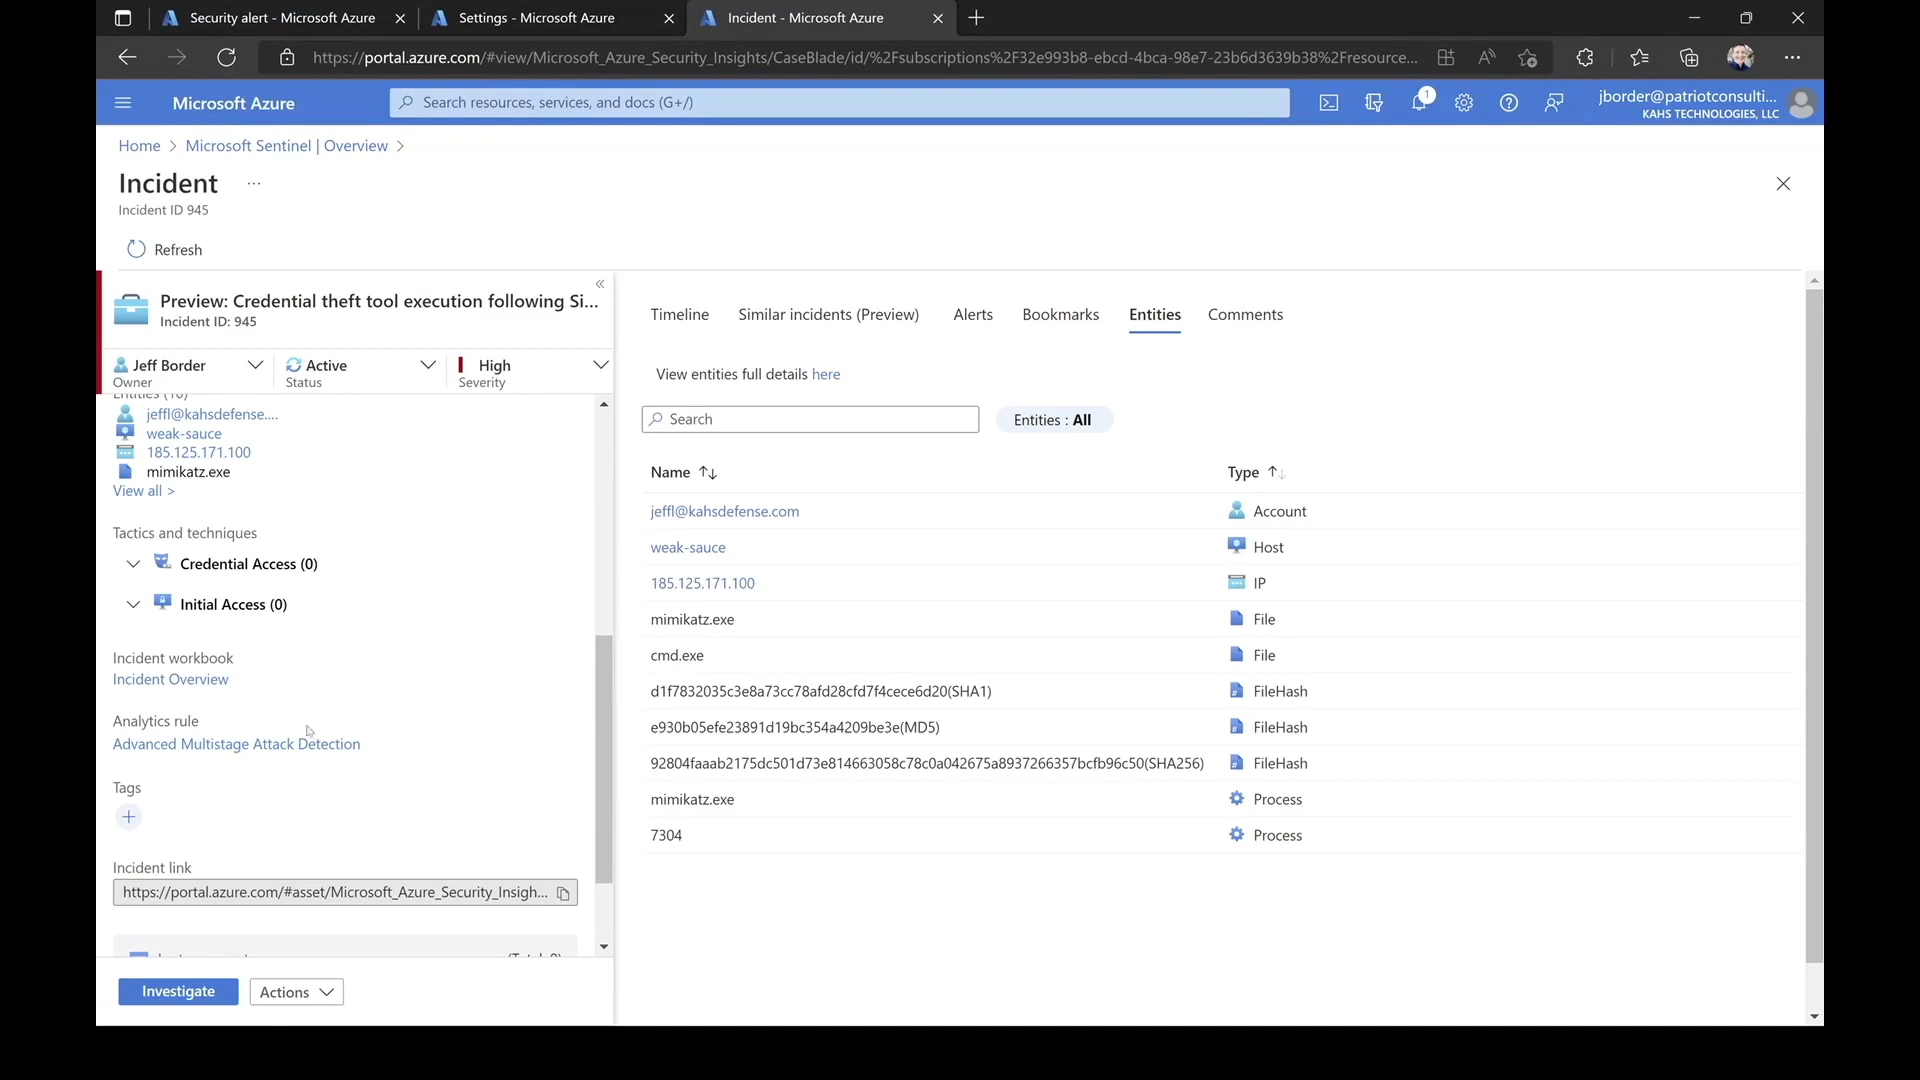 Security alert - Microsoft Azure
Settings - Microsoft Azure
Incident - Microsoft Azure
https://portal.azure.com/#view/Microsoft_Azure_Security_Insights/CaseBlade/id/%2Fsubscriptions%2F32e993b8-ebcd-4bca-98e7-23b6d3639b38%2Fresource...
Microsoft Azure
Search resources, services, and docs (G+/)
1
jborder@patriotconsulti...
KAHS TECHNOLOGIES, LLC
Home > Microsoft Sentinel | Overview >
Incident ...
Incident ID 945
Refresh
Preview: Credential theft tool execution following Si...
Incident ID: 945
Jeff Border
Owner
Active
Status
High
Severity
Entities (10)
jeffl@kahsdefense....
weak-sauce
185.125.171.100
mimikatz.exe
View all >
Tactics and techniques
Credential Access (0)
Initial Access (0)
Incident workbook
Incident Overview
Analytics rule
Advanced Multistage Attack Detection
Tags
Incident link
https://portal.azure.com/#asset/Microsoft_Azure_Security_Insigh...
Investigate
Actions
Timeline
Similar incidents (Preview)
Alerts
Bookmarks
Entities
Comments
View entities full details here
Search
Entities : All
Name Type
jeffl@kahsdefense.com Account
weak-sauce Host
185.125.171.100 IP
mimikatz.exe File
cmd.exe File
d1f7832035c3e8a73cc78afd28cfd7f4cece6d20(SHA1) FileHash
e930b05efe23891d19bc354a4209be3e(MD5) FileHash
92804faaab2175dc501d73e814663058c78c0a042675a8937266357bcfb96c50(SHA256) FileHash
mimikatz.exe Process
7304 Process